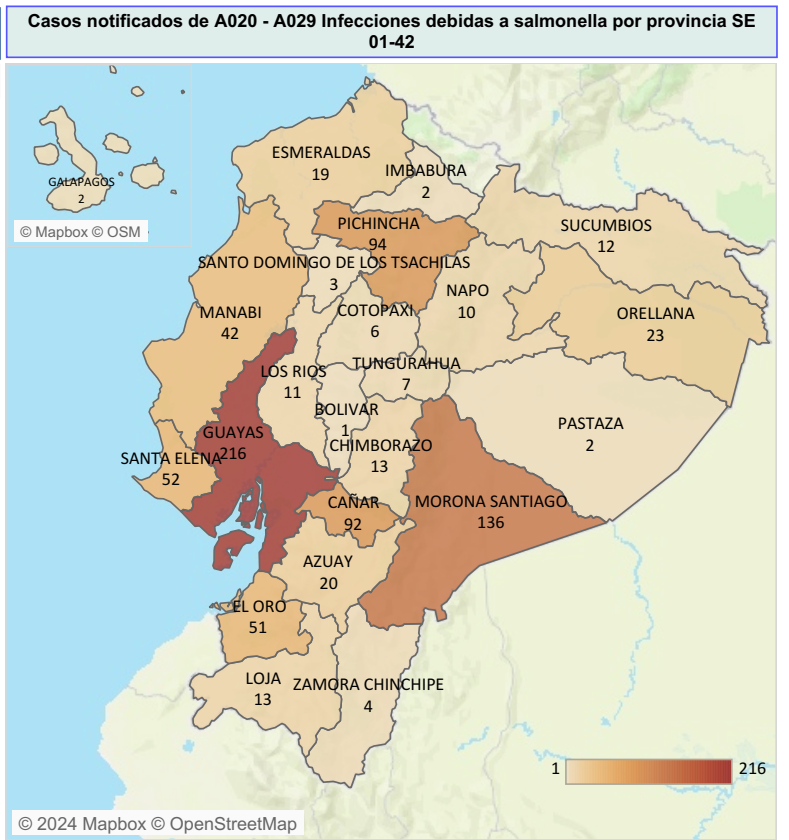 Casos notificados de A020 - A029 Infecciones debidas a salmonella por provincia SE
01-42
GALAPAGOS
2
© Mapbox © OSM
ESMERALDAS
19
IMBABURA
2
PICHINCHA
94
SUCUMBIOS
12
SANTO DOMINGO DE LOS TSACHILAS
3
NAPO
10
MANABI
42
COTOPAXI
6
ORELLANA
23
LOS RIOS
11
TUNGURAHUA
7
BOLIVAR
1
PASTAZA
2
GUAYAS
216
CHIMBORAZO
13
SANTA ELENA
52
CAÑAR
92
MORONA SANTIAGO
136
AZUAY
20
EL ORO
51
LOJA
13
ZAMORA CHINCHIPE
4
1 216
© 2024 Mapbox © OpenStreetMap